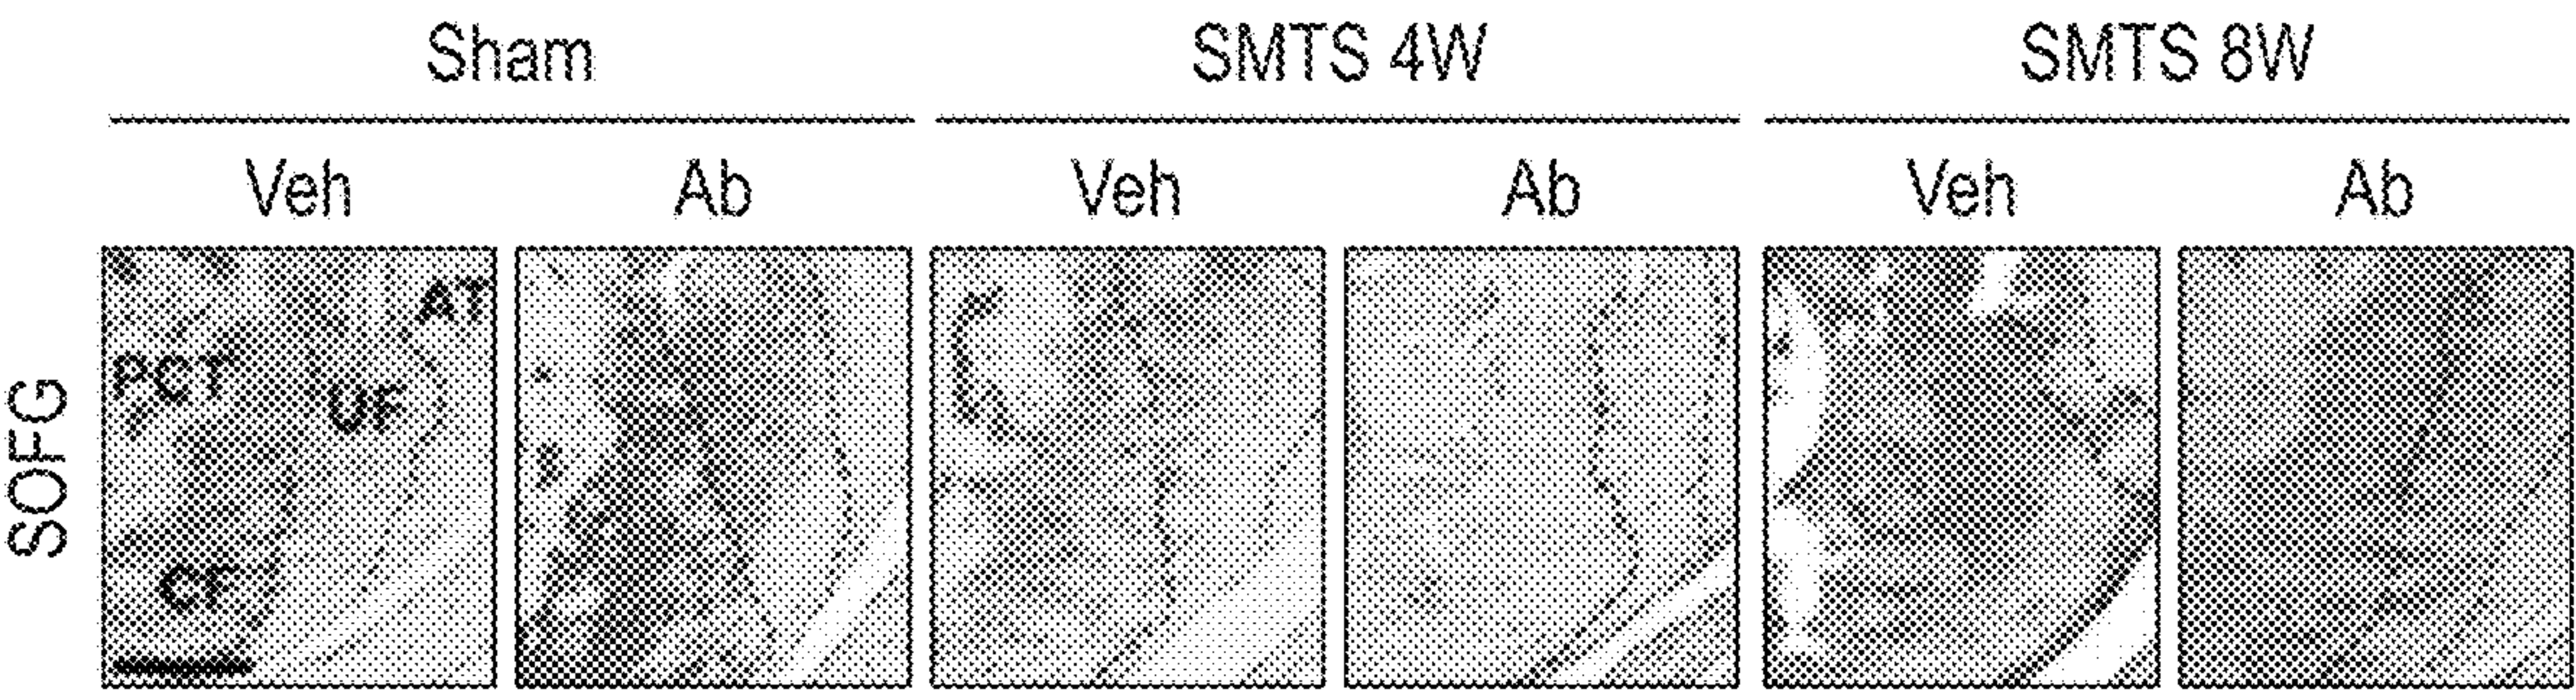 Sham SMTS 4W SMTS 8W
Veh Ab Veh Ab Veh Ab
SOFG
AT
PCT
UF
CF